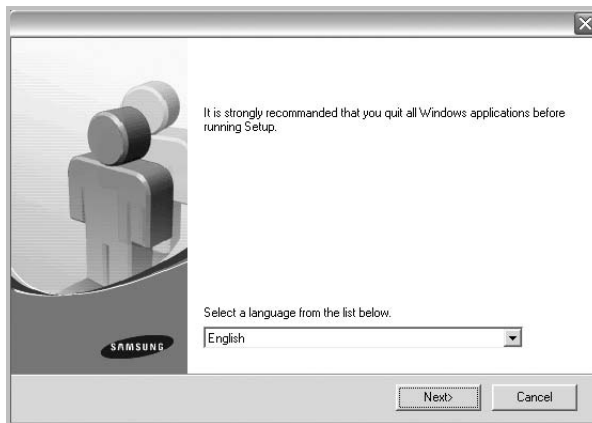 It is strongly recommanded that you quit all Windows applications before
running Setup.
Select a language from the list below.
English
SAMSUNG
Next>
Cancel